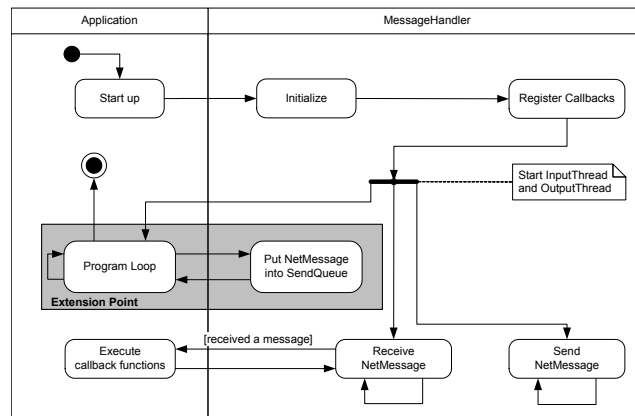 Application
MessageHandler
Start up
Initialize
Register Callbacks
Start InputThread
and OutputThread
Program Loop
Put NetMessage
into SendQueue
Extension Point
[received a message]
Execute
callback functions
Receive
NetMessage
Send
NetMessage